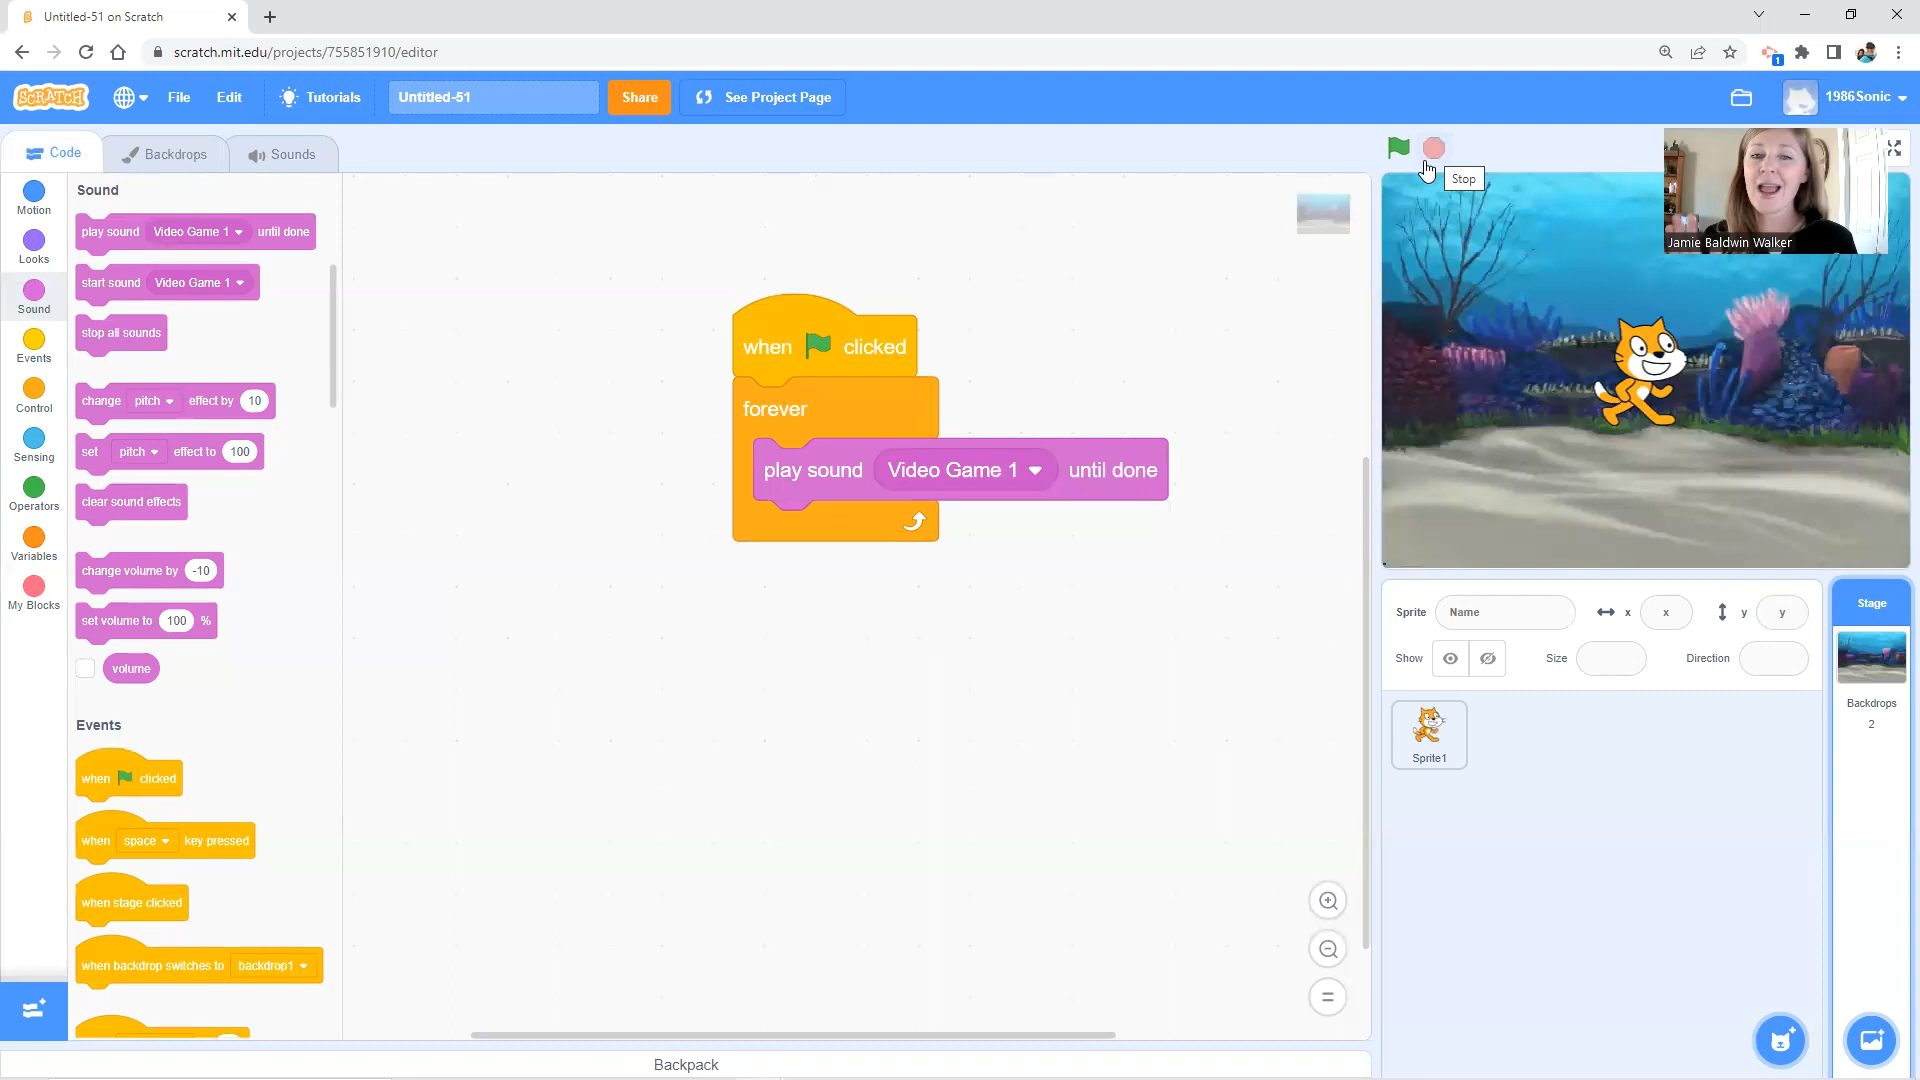 Untitled-51 on Scratch
scratch.mit.edu/projects/755851910/editor
1
SCRATCH
File
Edit
Tutorials
Untitled-51
Share
See Project Page
1986Sonic
Code
Backdrops
Sounds
Stop
Jamie Baldwin Walker
Motion
Looks
Sound
Events
Control
Sensing
Operators
Variables
My Blocks
Sound
play sound Video Game 1 until done
start sound Video Game 1
stop all sounds
change pitch effect by 10
set pitch effect to 100
clear sound effects
change volume by -10
set volume to 100 %
volume
Events
when clicked
when space key pressed
when stage clicked
when backdrop switches to backdrop1
when clicked
forever
play sound Video Game 1 until done
Sprite Name x x y y
Show Size Direction
Sprite1
Stage
Backdrops
2
Backpack